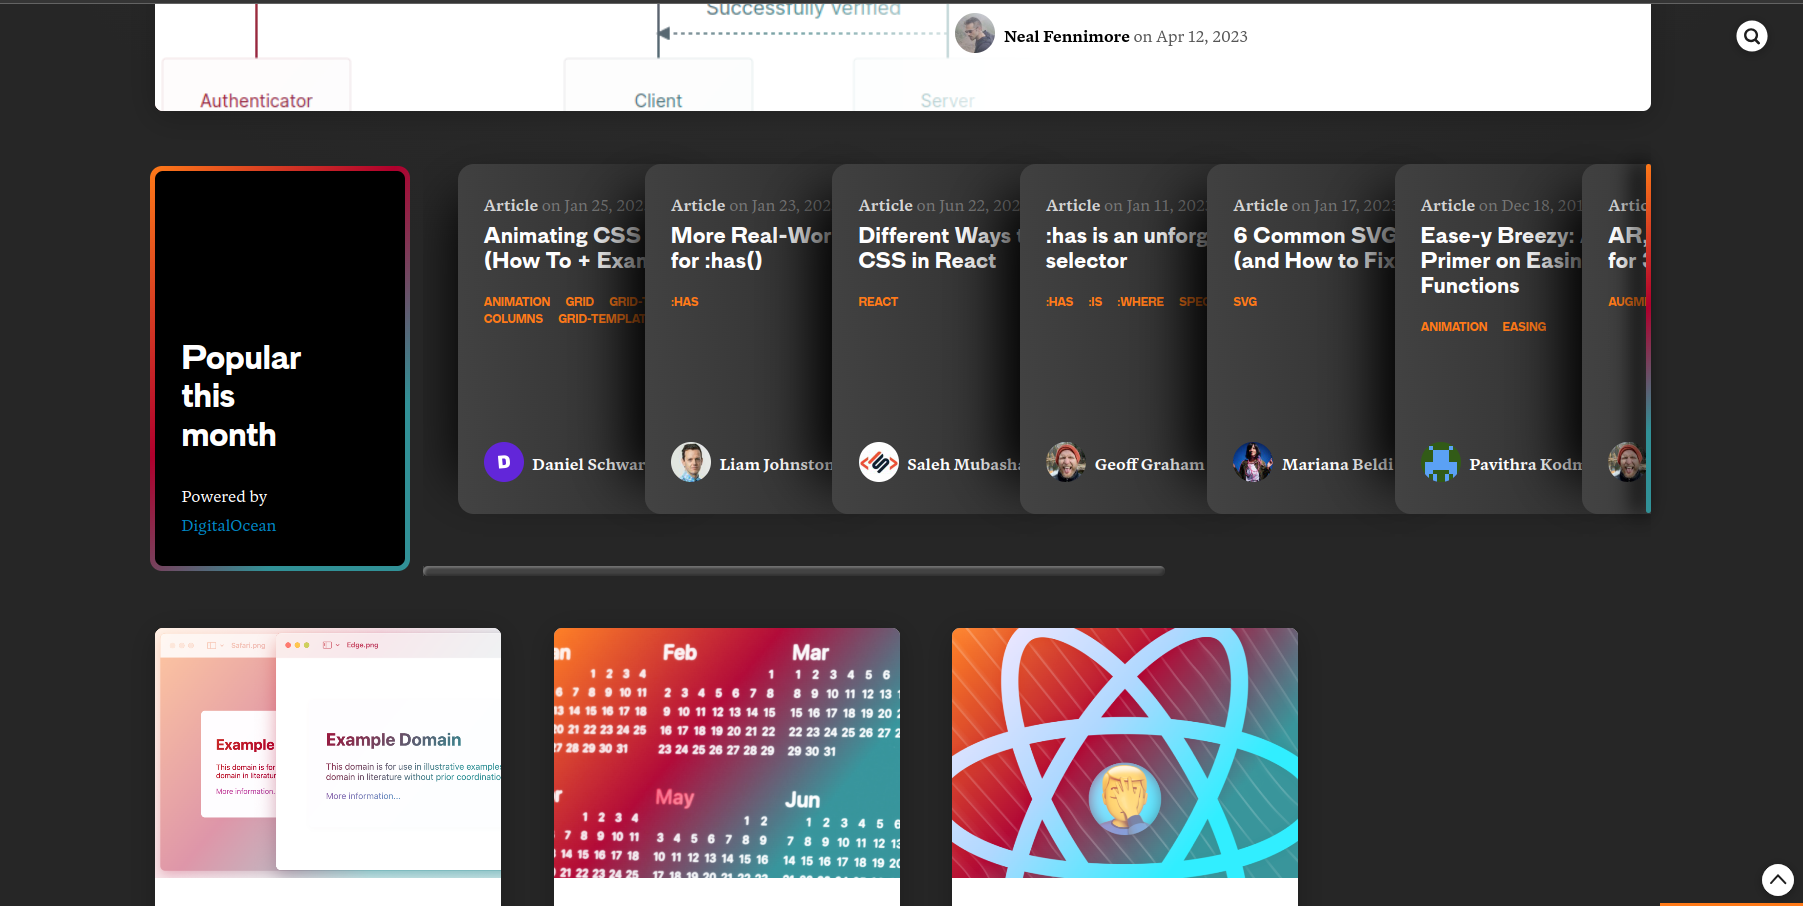 Successfully Verified
Neal Fennimore on Apr 12, 2023
Authenticator
Client
Server
Popular
this
month
Powered by
DigitalOcean
Article on Jan 25, 202
Animating CSS
(How To + Exam
ANIMATION GRID GRID-T
COLUMNS GRID-TEMPLAT
Daniel Schwar
Article on Jan 23, 202
More Real-Wor
for :has()
:HAS
Liam Johnston
Article on Jun 22, 202
Different Ways t
CSS in React
REACT
Saleh Mubasha
Article on Jan 11, 202
:has is an unforg
selector
:HAS :IS :WHERE SPEC
Geoff Graham
Article on Jan 17, 2023
6 Common SVG
(and How to Fix
SVG
Mariana Beldi
Article on Dec 18, 201
Ease-y Breezy: A
Primer on Easin
Functions
ANIMATION EASING
Pavithra Kodn
Artic
AR,
for 3
AUGM
Safari.png
Edge.png
Example
This domain is for
domain in literatur
More information.
Example Domain
This domain is for use in illustrative examples
domain in literature without prior coordinatio
More information...
an
1 2 3 4
6 7 8 9 10 11
13 14 15 16 17 18
20 21 22 23 24 25
27 28 29 30 31
Feb
1
2 3 4 5 6 7 8
9 10 11 12 13 14 15
16 17 18 19 20 21 22
23 24 25 26 27 28 29
Mar
1 2 3 4 5 6
8 9 10 11 12 13 1
15 16 17 18 19 20 2
22 23 24 25 26 27
29 30 31
r
1 2 3 4
7 8 9 10 11
14 15 16 17 18
21 22 23 24 25
May
1 2
3 4 5 6 7 8 9
10 11 12 13 14 15 16
17 18 19 20 21 22 23
Jun
1 2 3 4 5 6
7 8 9 10 11 12 13
14 15 16 17 18 19 20
21 22 23 24 25 26 2